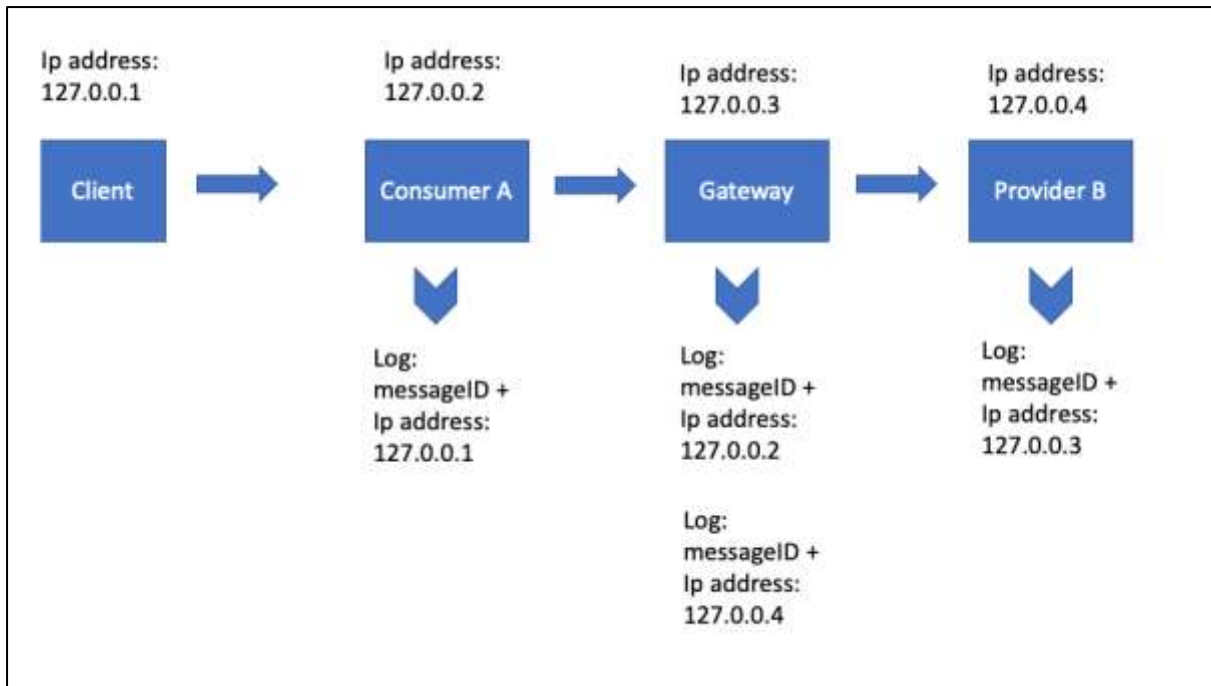 Ip address:
127.0.0.1
Ip address:
127.0.0.2
Ip address:
127.0.0.3
Ip address:
127.0.0.4
Client
Consumer A
Gateway
Provider B
Log:
messageID +
Ip address:
127.0.0.1
Log:
messageID +
Ip address:
127.0.0.2
Log:
messageID +
Ip address:
127.0.0.4
Log:
messageID +
Ip address:
127.0.0.3